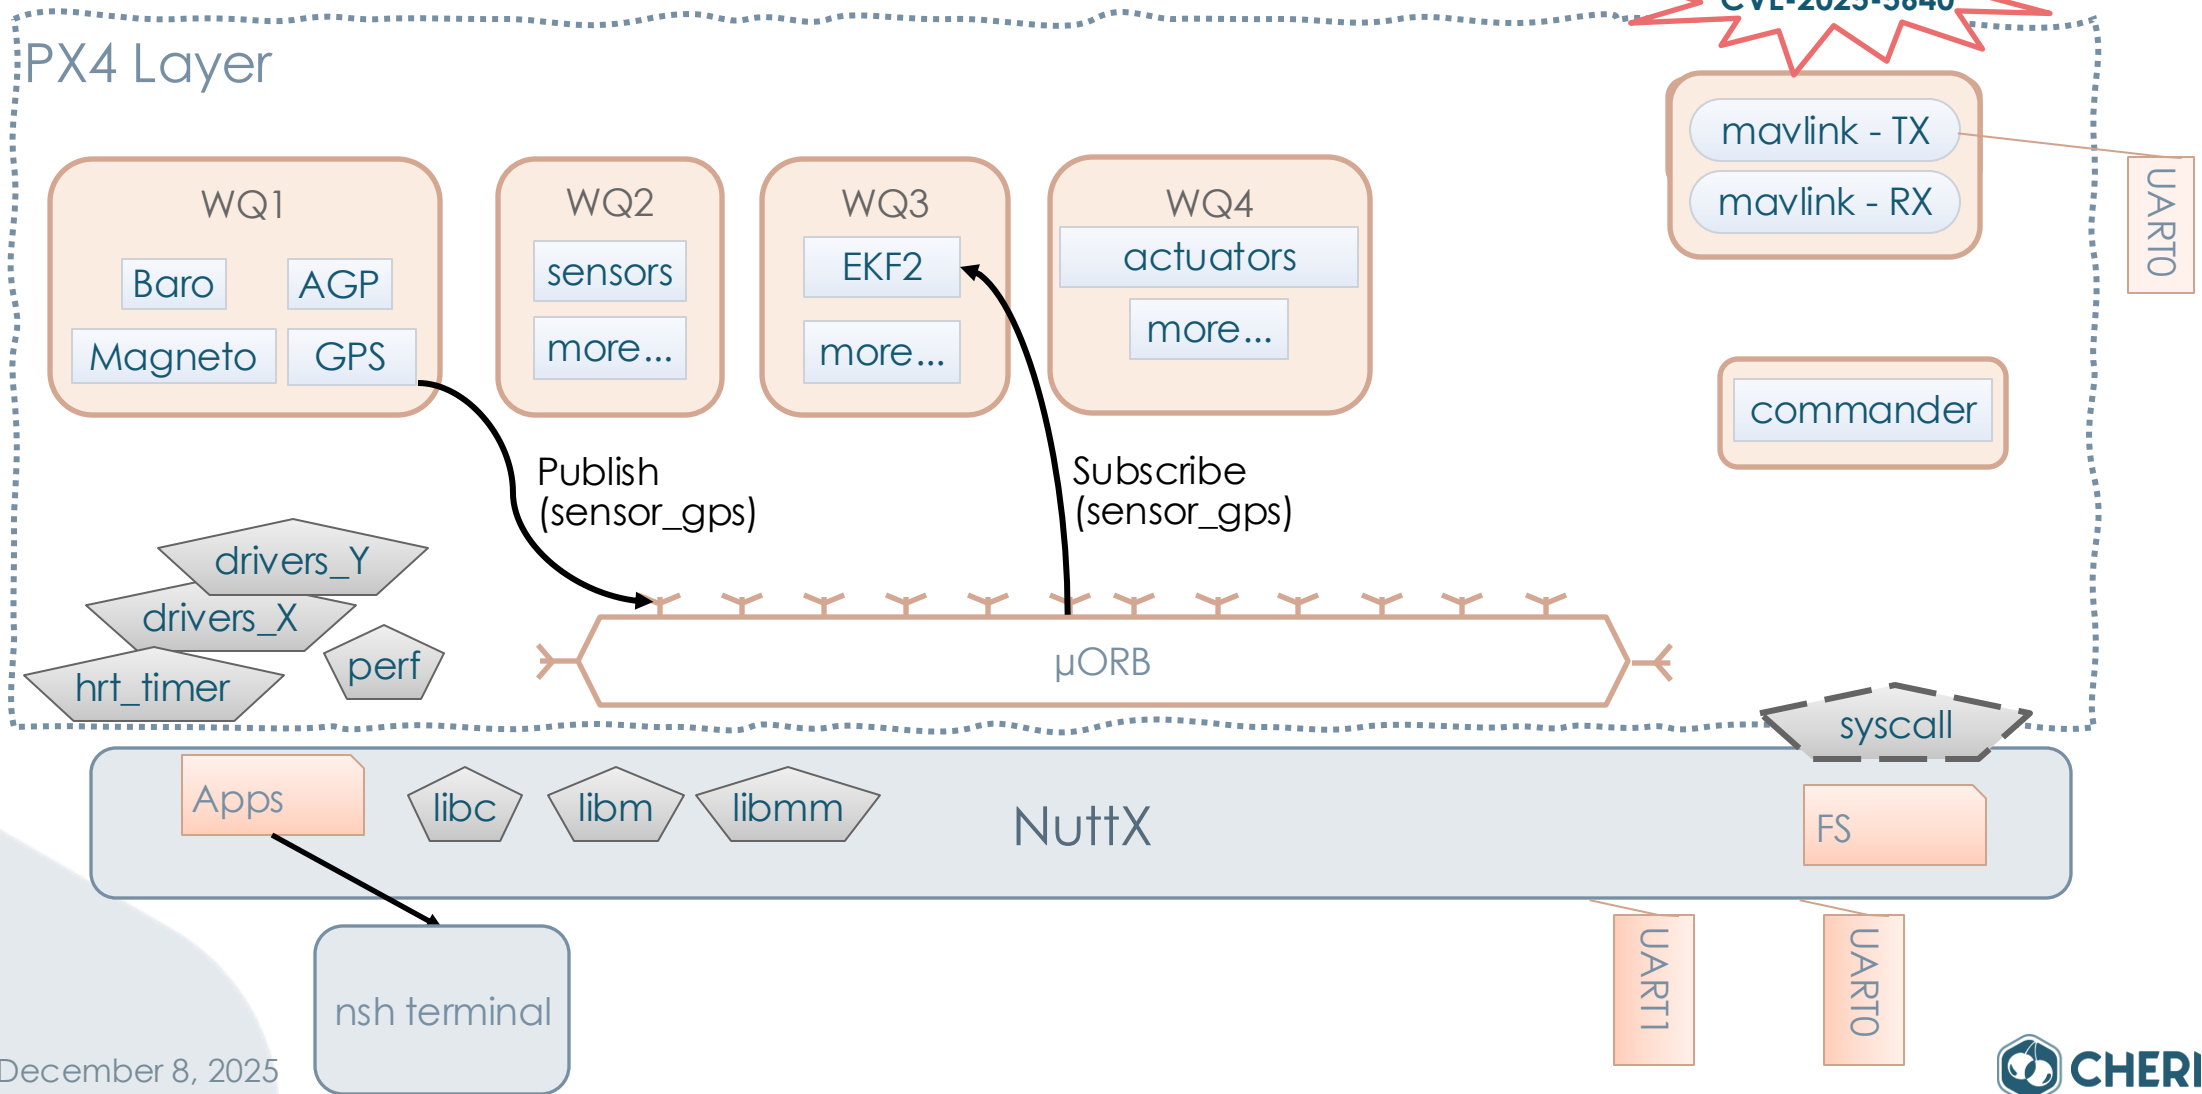 PX4 Layer
mavlink - TX
mavlink - RX
UART0
WQ1
Baro
AGP
Magneto
GPS
WQ2
sensors
more...
WQ3
EKF2
more...
WQ4
actuators
more...
commander
Publish
(sensor_gps)
Subscribe
(sensor_gps)
drivers_Y
drivers_X
hrt_timer
perf
µORB
syscall
Apps
libc
libm
libmm
NuttX
FS
nsh terminal
UART1
UART0
December 8, 2025
CHERI